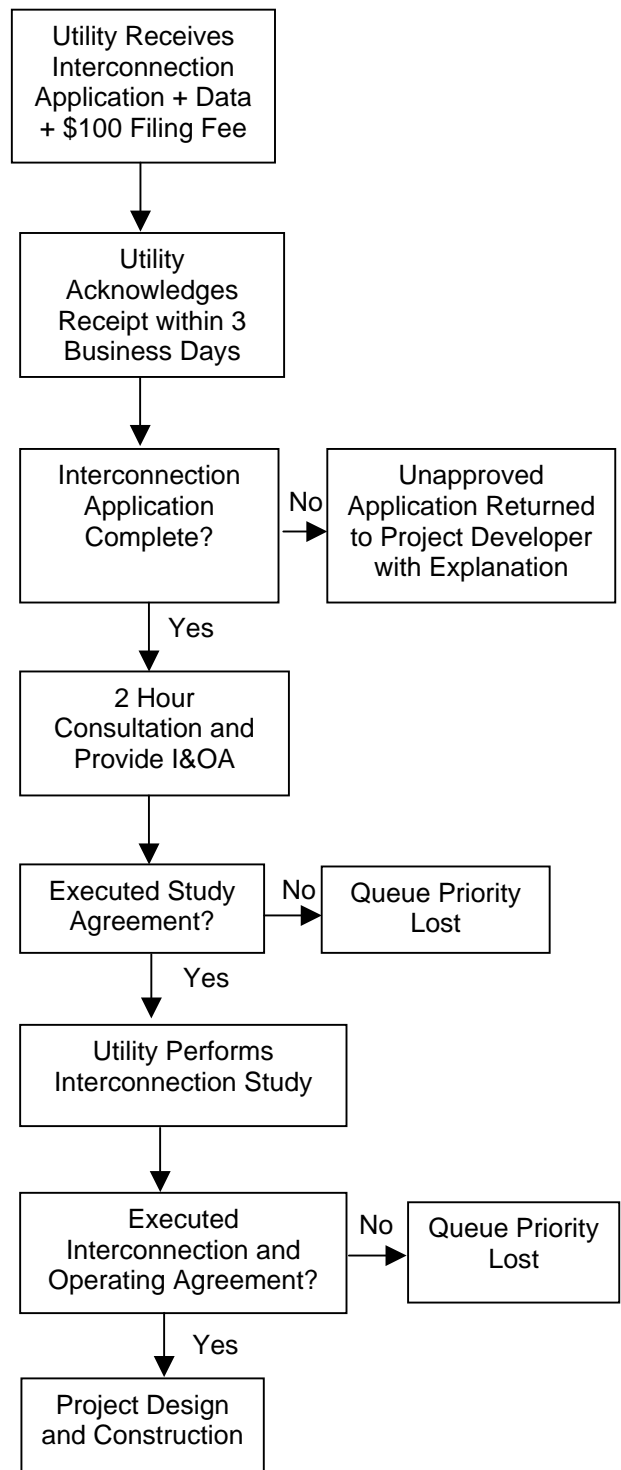 Utility Receives
Interconnection
Application + Data
+ $100 Filing Fee
Utility
Acknowledges
Receipt within 3
Business Days
Interconnection
Application
Complete?
No
Unapproved
Application Returned
to Project Developer
with Explanation
Yes
2 Hour
Consultation and
Provide I&OA
Executed Study
Agreement?
No
Queue Priority
Lost
Yes
Utility Performs
Interconnection Study
Executed
Interconnection and
Operating Agreement?
No
Queue Priority
Lost
Yes
Project Design
and Construction